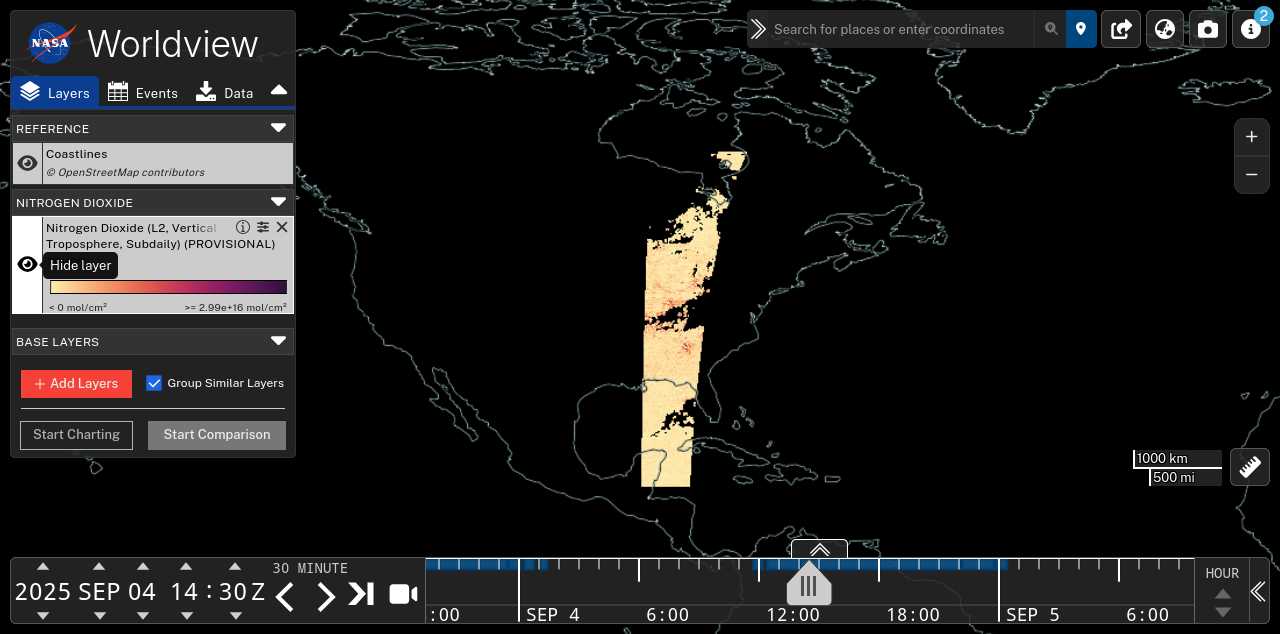 NASA
Worldview
Layers
Events
Data
REFERENCE
Coastlines
© OpenStreetMap contributors
NITROGEN DIOXIDE
Nitrogen Dioxide (L2, Vertical
Troposphere, Subdaily) (PROVISIONAL)
Hide layer
< 0 mol/cm²
>= 2.99e+16 mol/cm²
BASE LAYERS
+ Add Layers
Group Similar Layers
Start Charting
Start Comparison
Search for places or enter coordinates
2
+
−
1000 km
500 mi
2025 SEP 04 14 : 30 Z
30 MINUTE
:00
SEP 4
6:00
12:00
18:00
SEP 5
6:00
HOUR